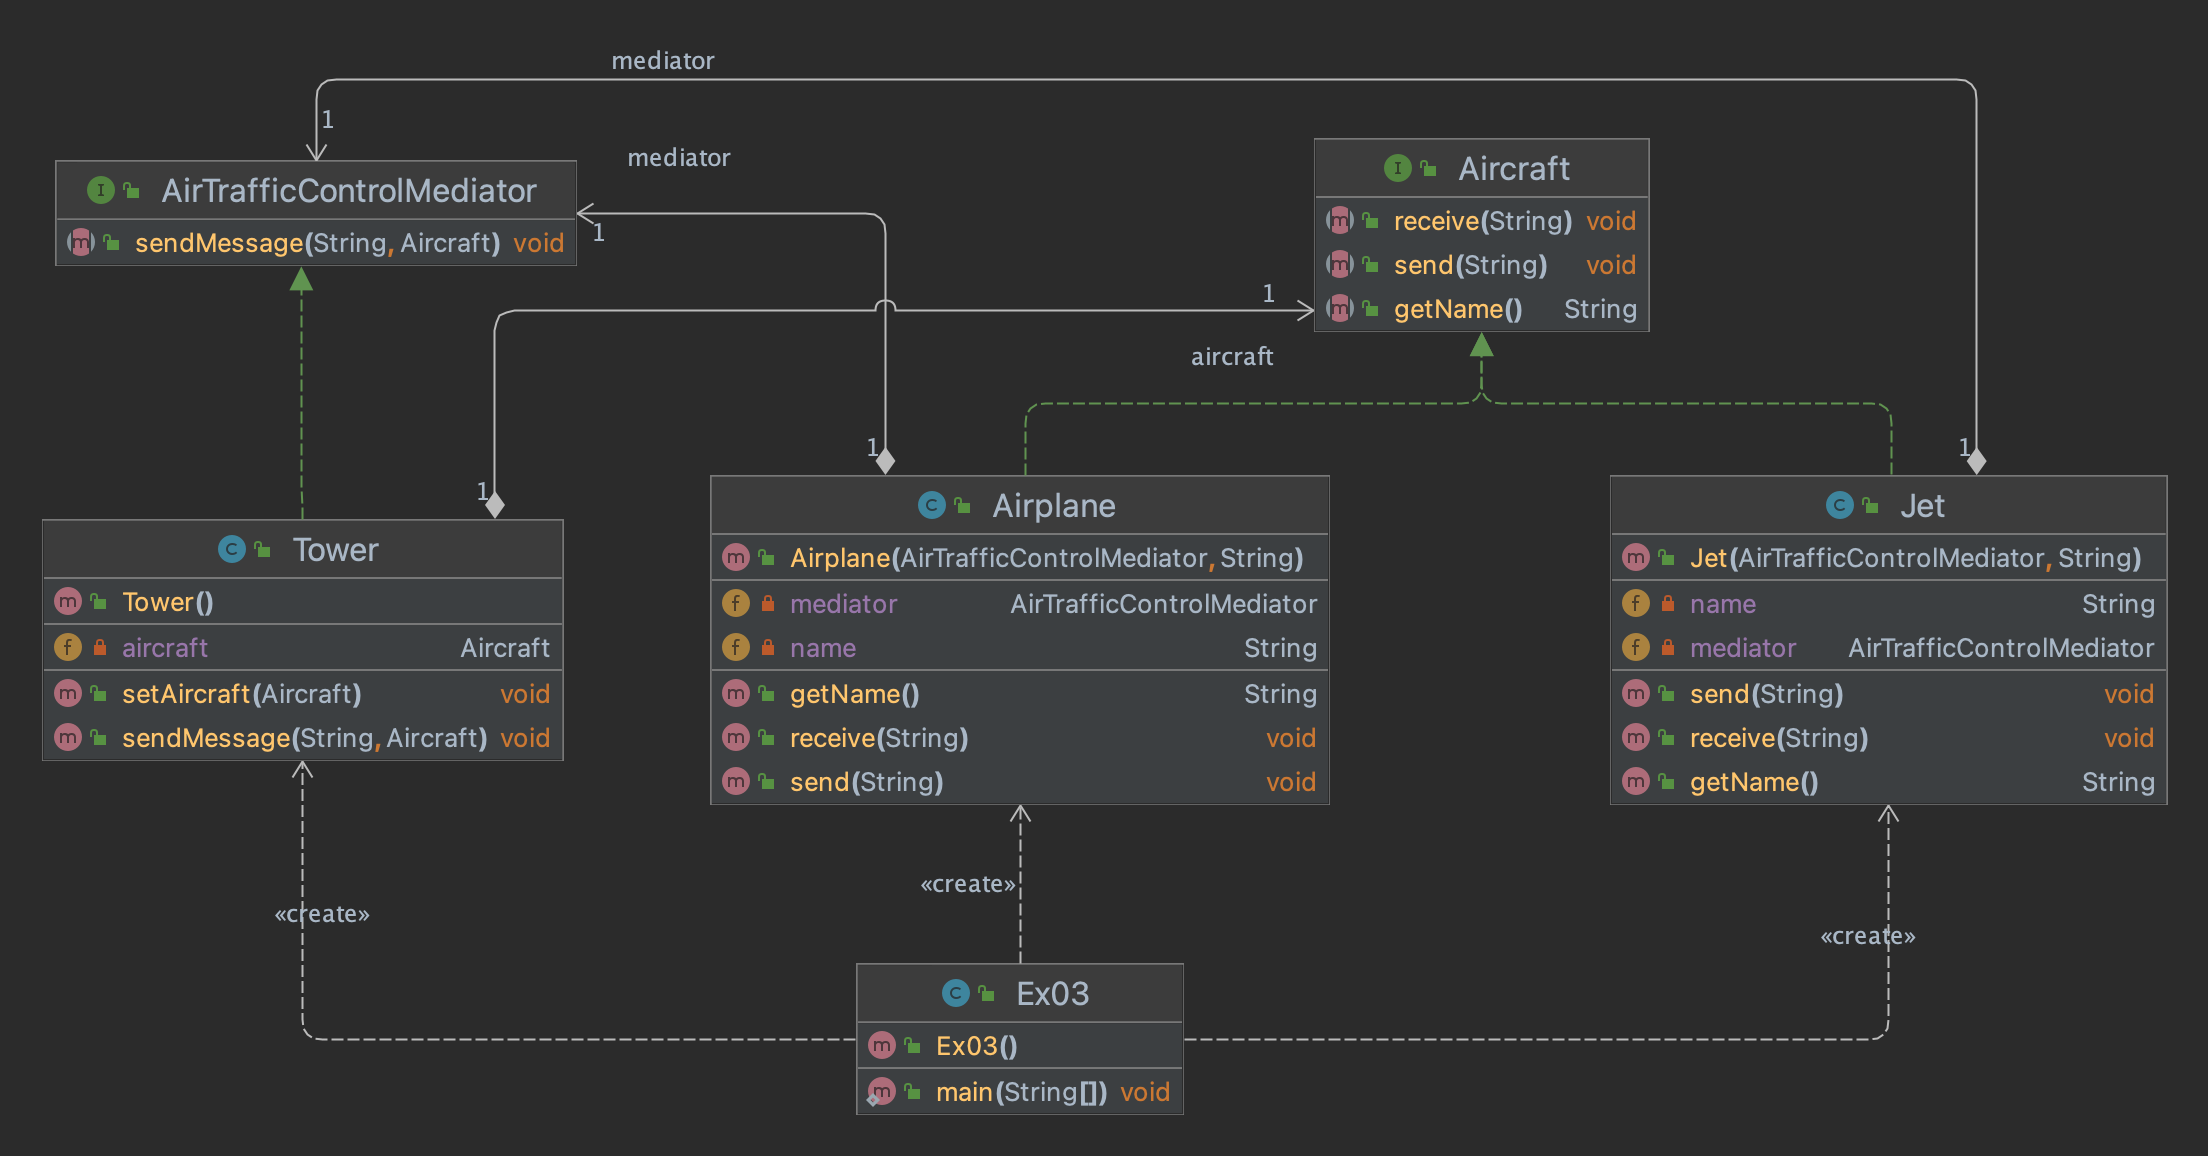 mediator
1
mediator
AirTrafficControlMediator
sendMessage(String, Aircraft) void
1
Aircraft
receive(String) void
send(String) void
getName() String
1
aircraft
1
1
1
Tower
Tower()
aircraft Aircraft
setAircraft(Aircraft) void
sendMessage(String, Aircraft) void
Airplane
Airplane(AirTrafficControlMediator, String)
mediator AirTrafficControlMediator
name String
getName() String
receive(String) void
send(String) void
Jet
Jet(AirTrafficControlMediator, String)
name String
mediator AirTrafficControlMediator
send(String) void
receive(String) void
getName() String
«create»
«create»
«create»
Ex03
Ex03()
main(String[]) void